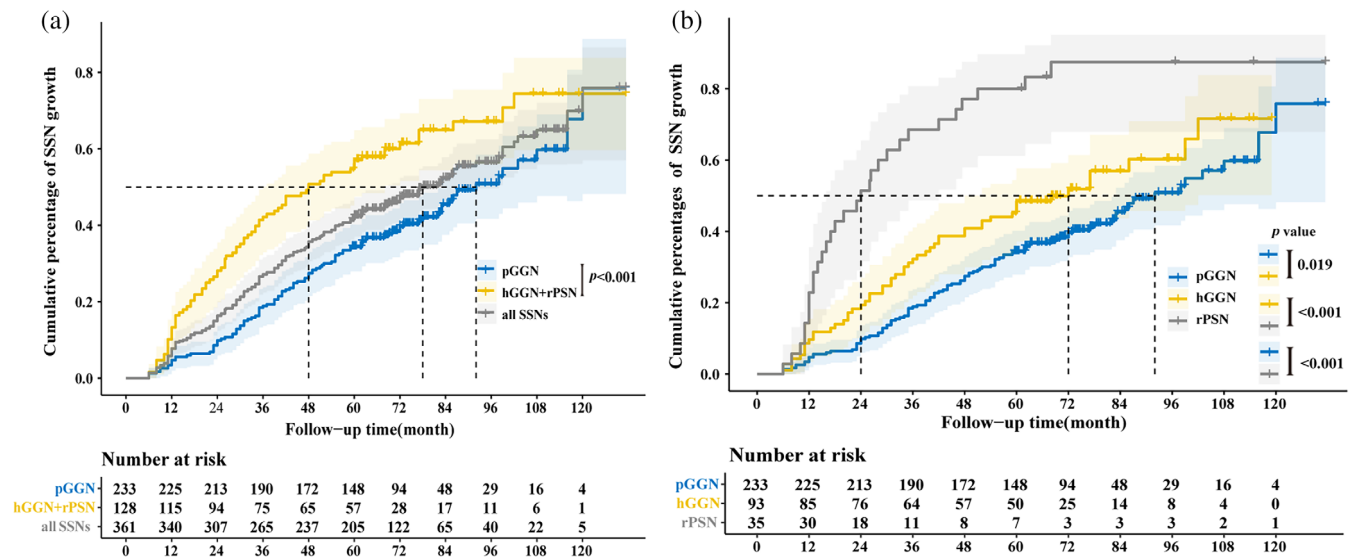 (a)
Cumulative percentage of SSN growth
0.8
0.6
0.4
0.2
0.0
pGGN
hGGN+rPSN
all SSNs
p<0.001
0 12 24 36 48 60 72 84 96 108 120
Follow-up time(month)
Number at risk
pGGN 233 225 213 190 172 148 94 48 29 16 4
hGGN+rPSN 128 115 94 75 65 57 28 17 11 6 1
all SSNs 361 340 307 265 237 205 122 65 40 22 5
0 12 24 36 48 60 72 84 96 108 120
(b)
Cumulative percentages of SSN growth
0.8
0.6
0.4
0.2
0.0
pGGN
hGGN
rPSN
p value
0.019
<0.001
<0.001
0 12 24 36 48 60 72 84 96 108 120
Follow-up time(month)
Number at risk
pGGN 233 225 213 190 172 148 94 48 29 16 4
hGGN 93 85 76 64 57 50 25 14 8 4 0
rPSN 35 30 18 11 8 7 3 3 3 2 1
0 12 24 36 48 60 72 84 96 108 120